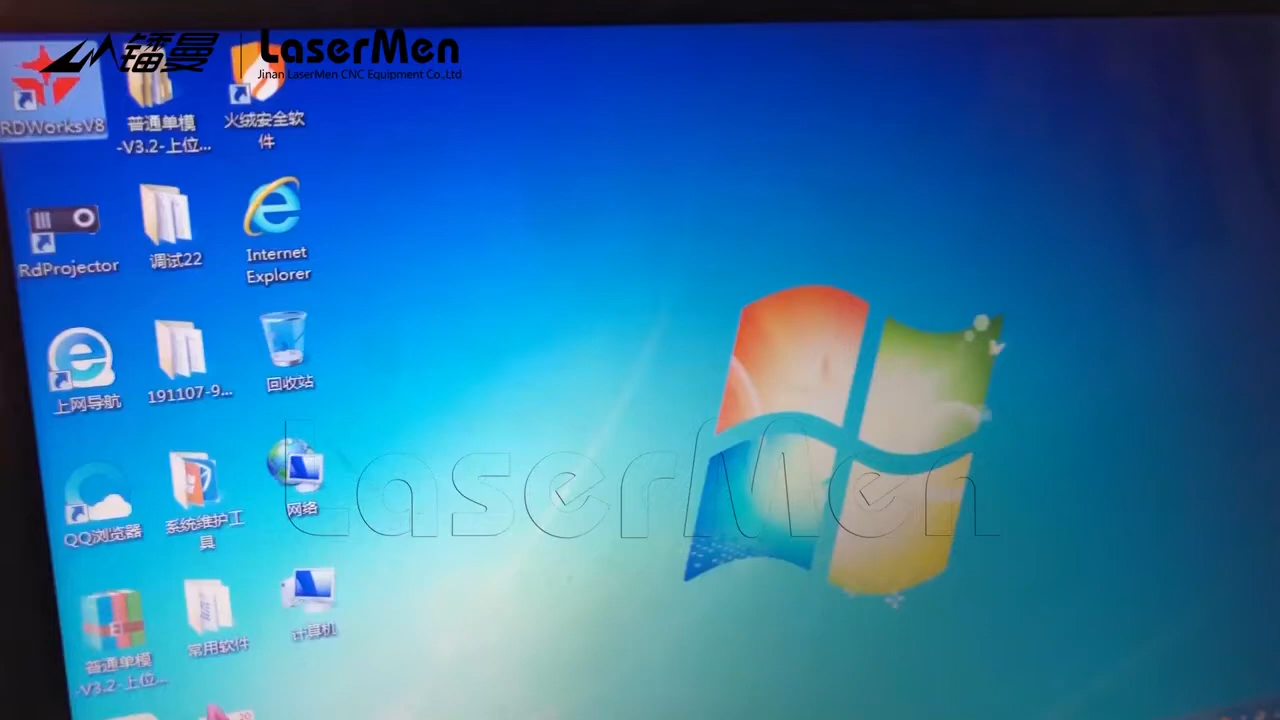 镭曼
LaserMen
Jinan LaserMen CNC Equipment Co.,Ltd
RDWorksV8
普通单模
-V3.2-上位...
火绒安全软
件
RdProjector
调试22
Internet
Explorer
上网导航
191107-9...
回收站
QQ浏览器
系统维护工
具
网络
普通单模
-V3.2-上位...
常用软件
计算机
LaserMen
20